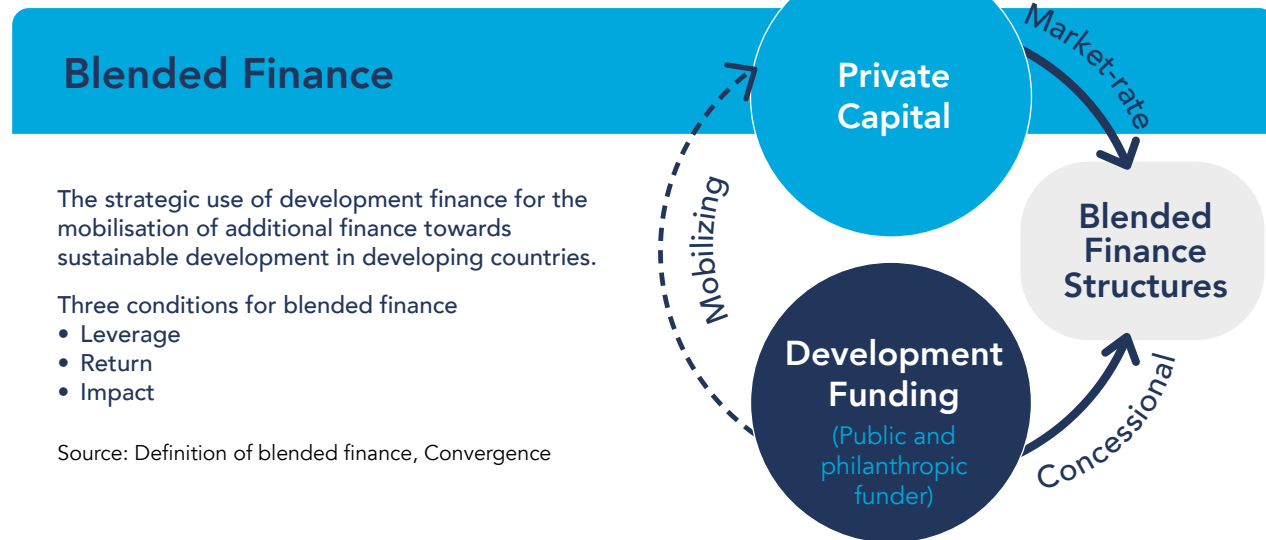 Blended Finance
The strategic use of development finance for the
mobilisation of additional finance towards
sustainable development in developing countries.
Three conditions for blended finance
• Leverage
• Return
• Impact
Source: Definition of blended finance, Convergence
Private
Capital
Market-rate
Mobilizing
Blended
Finance
Structures
Development
Funding
(Public and
philanthropic
funder)
Concessional